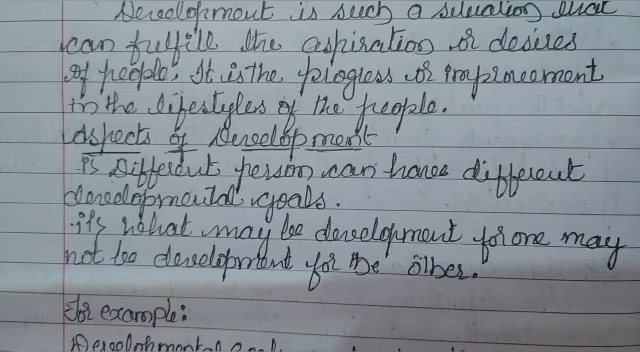 Development is such a situation that
can fulfill the aspiration or desires
of people. It is the progress or improvement
in the lifestyles of the people.
Aspects of Development
i) Different person can have different
developmental goals.
ii) What may be development for one may
not be development for the other.
For example:
Developmental Goal